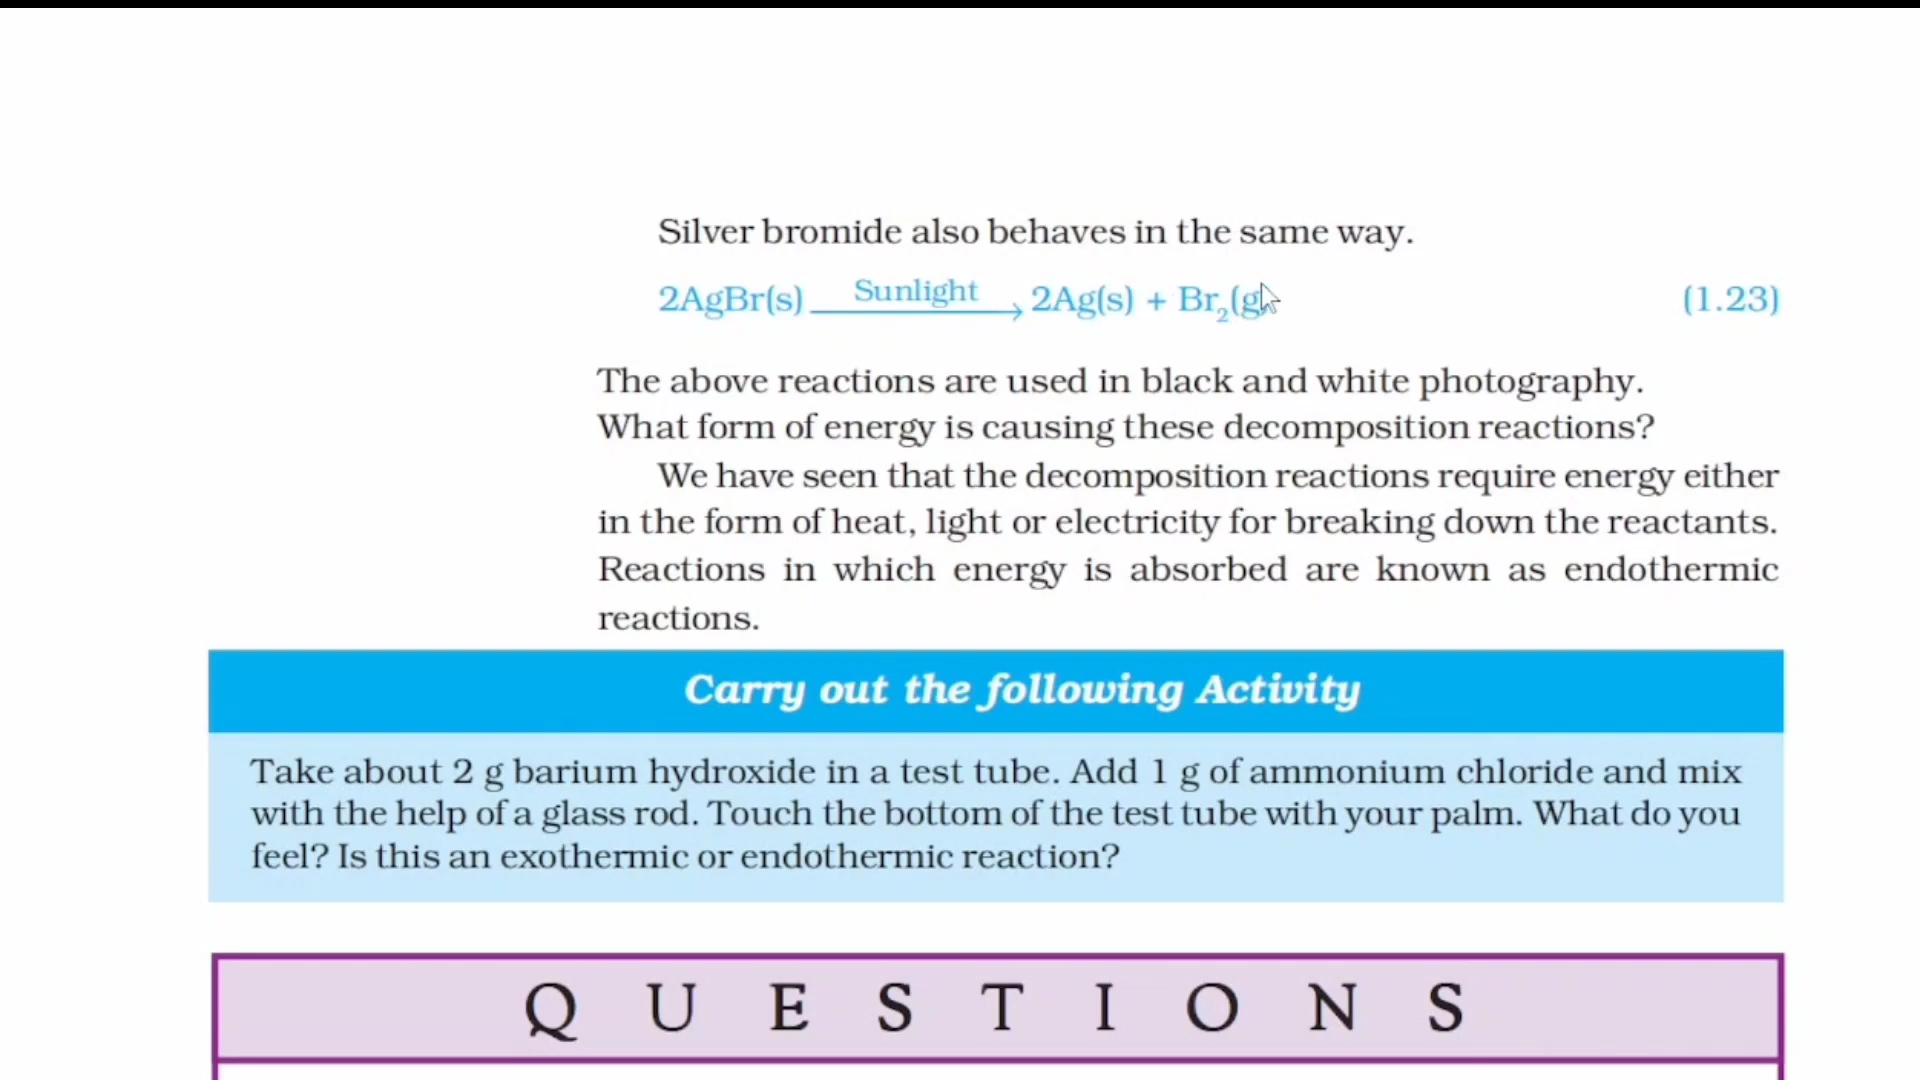 Silver bromide also behaves in the same way.
2AgBr(s) Sunlight → 2Ag(s) + Br₂(g) (1.23)
The above reactions are used in black and white photography.
What form of energy is causing these decomposition reactions?
We have seen that the decomposition reactions require energy either
in the form of heat, light or electricity for breaking down the reactants.
Reactions in which energy is absorbed are known as endothermic
reactions.
Carry out the following Activity
Take about 2 g barium hydroxide in a test tube. Add 1 g of ammonium chloride and mix
with the help of a glass rod. Touch the bottom of the test tube with your palm. What do you
feel? Is this an exothermic or endothermic reaction?
Q U E S T I O N S